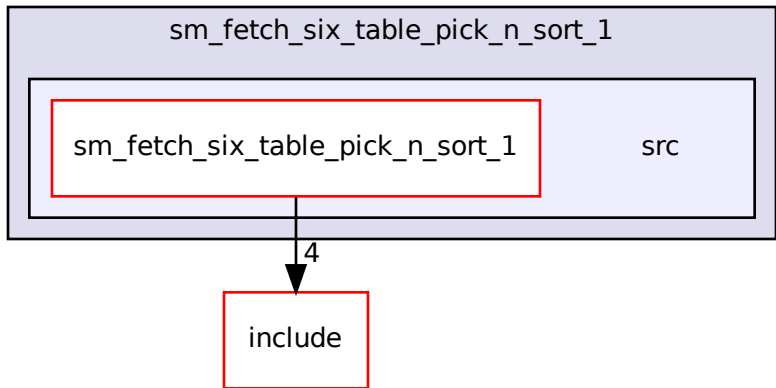 sm_fetch_six_table_pick_n_sort_1
sm_fetch_six_table_pick_n_sort_1 src
4
include